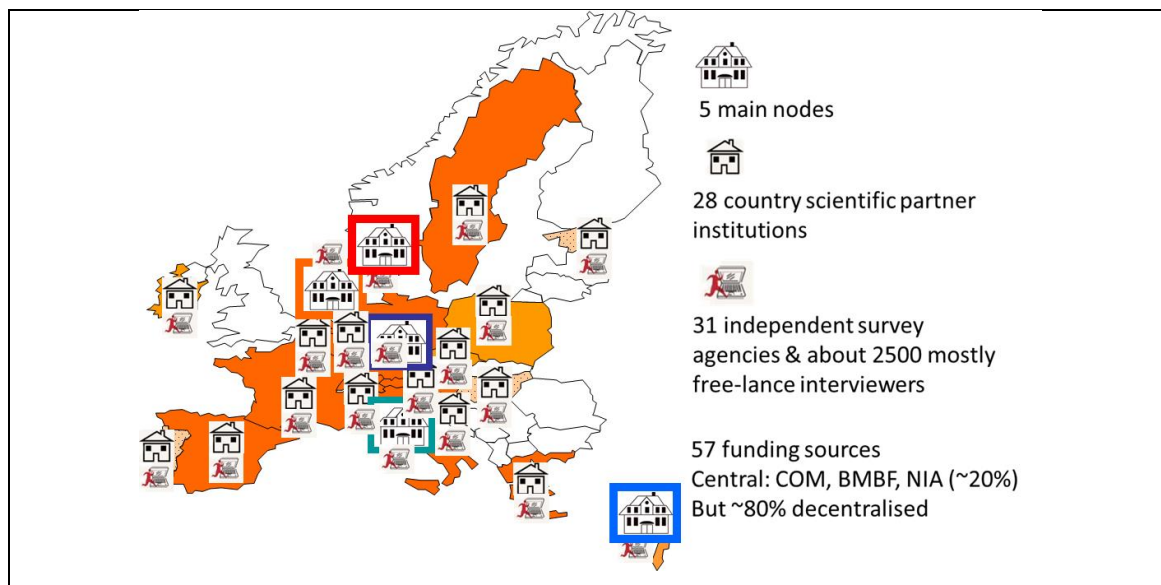 5 main nodes
28 country scientific partner
institutions
31 independent survey
agencies & about 2500 mostly
free-lance interviewers
57 funding sources
Central: COM, BMBF, NIA (~20%)
But ~80% decentralised